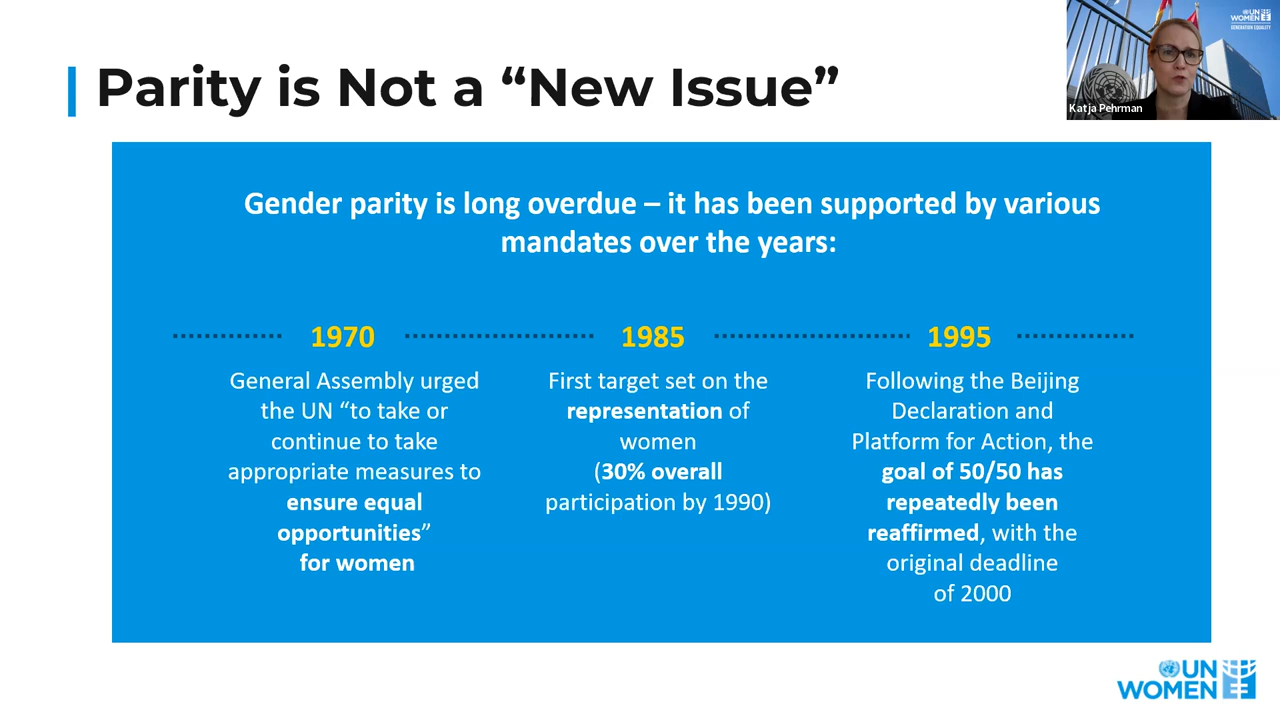 Parity is Not a “New Issue”
UN
WOMEN
GENERATION EQUALITY
Katja Pehrman
Gender parity is long overdue – it has been supported by various
mandates over the years:
1970
General Assembly urged
the UN “to take or
continue to take
appropriate measures to
ensure equal
opportunities”
for women
1985
First target set on the
representation of
women
(30% overall
participation by 1990)
1995
Following the Beijing
Declaration and
Platform for Action, the
goal of 50/50 has
repeatedly been
reaffirmed, with the
original deadline
of 2000
UN
WOMEN